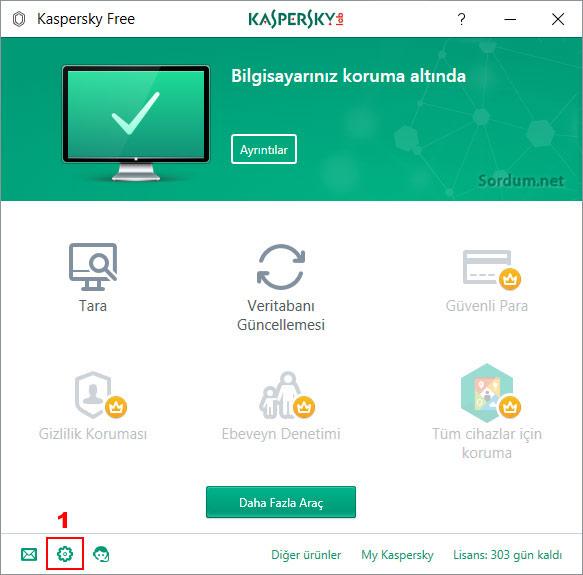 Kaspersky Free
KASPERSKY lab
?
Bilgisayarınız koruma altında
Ayrıntılar
Sordum.net
Tara
Veritabanı
Güncellemesi
Güvenli Para
Gizlilik Koruması
Ebeveyn Denetimi
Tüm cihazlar için
koruma
Daha Fazla Araç
1
Diğer ürünler
My Kaspersky
Lisans: 303 gün kaldı